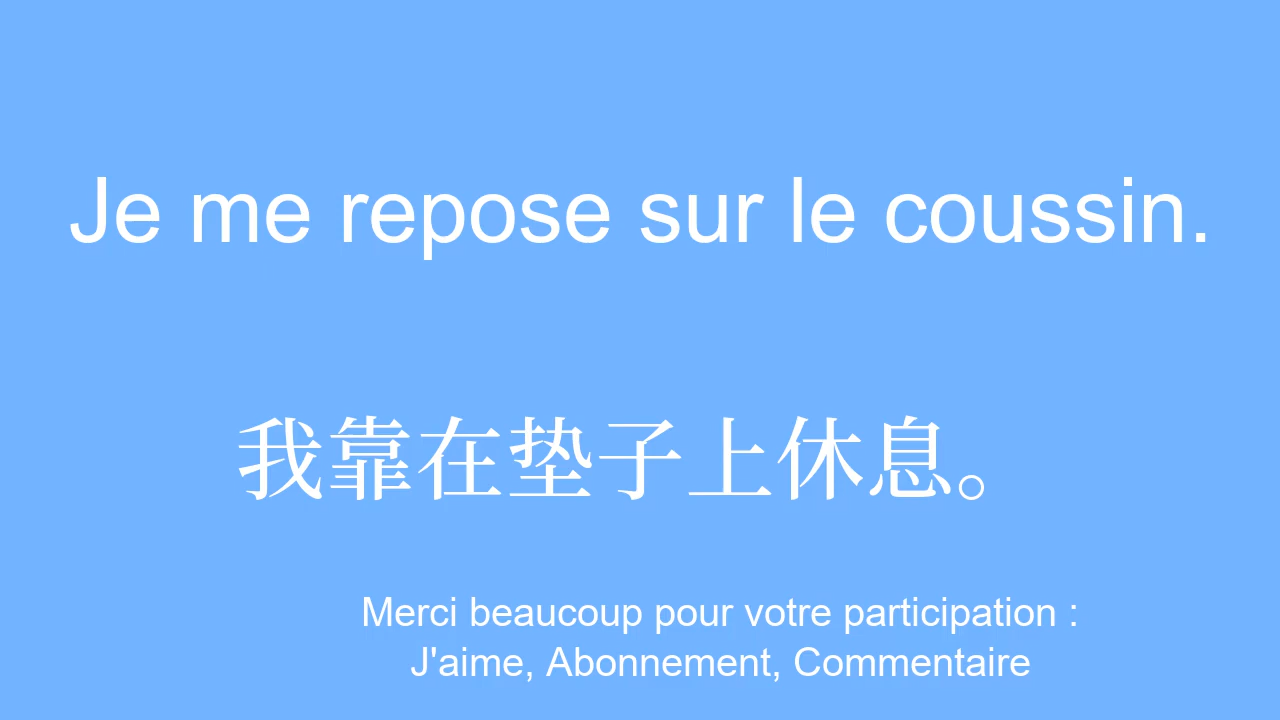 Je me repose sur le coussin.
我靠在垫子上休息。
Merci beaucoup pour votre participation :
J'aime, Abonnement, Commentaire